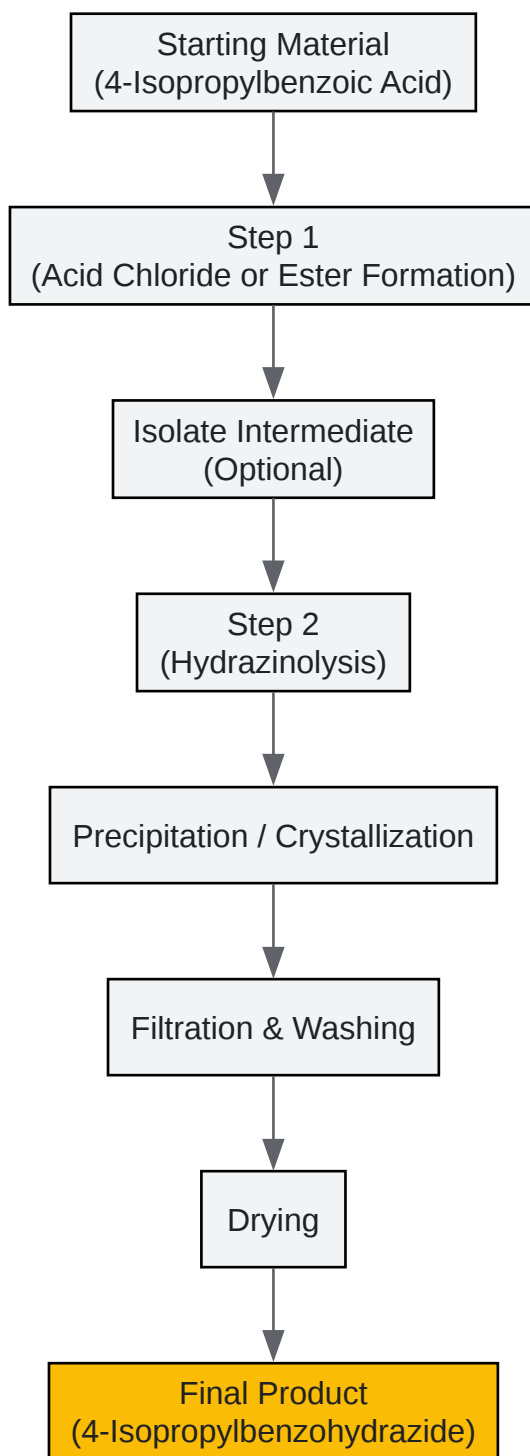 Starting Material
(4-Isopropylbenzoic Acid)
Step 1
(Acid Chloride or Ester Formation)
Isolate Intermediate
(Optional)
Step 2
(Hydrazinolysis)
Precipitation / Crystallization
Filtration & Washing
Drying
Final Product
(4-Isopropylbenzohydrazide)